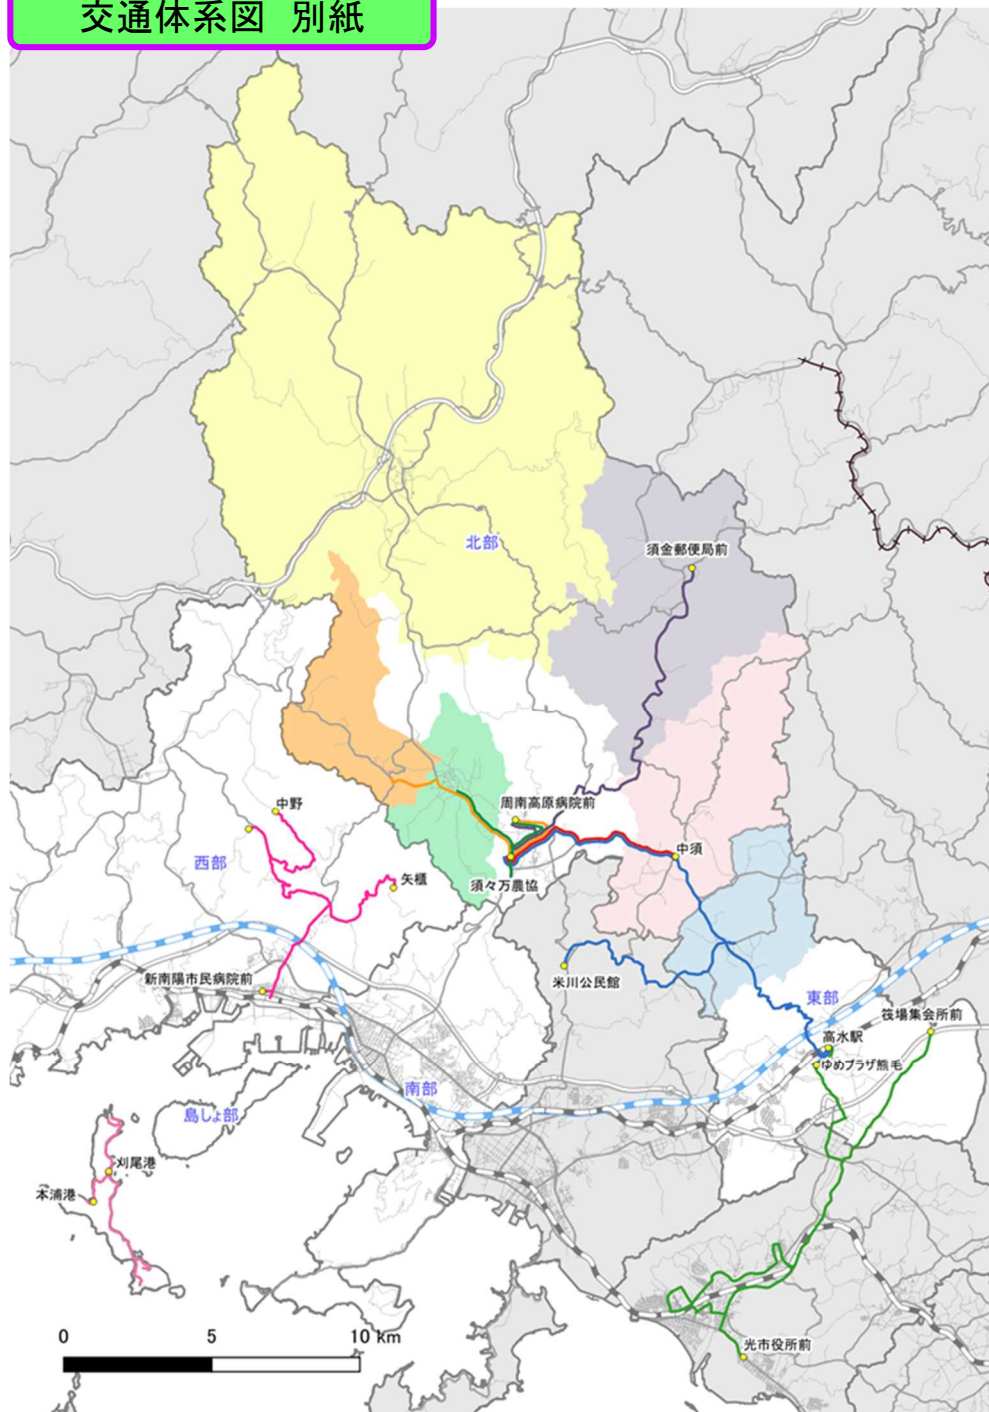 交通体系図 別紙
北部
須金郵便局前
周南高原病院前
中野
西部
中須
矢櫃
須々万農協
新南陽市民病院前
米川公民館
東部
筏場集会所前
高水駅
ゆめプラザ熊毛
南部
島しょ部
刈尾港
本浦港
0 5 10 km
光市役所前